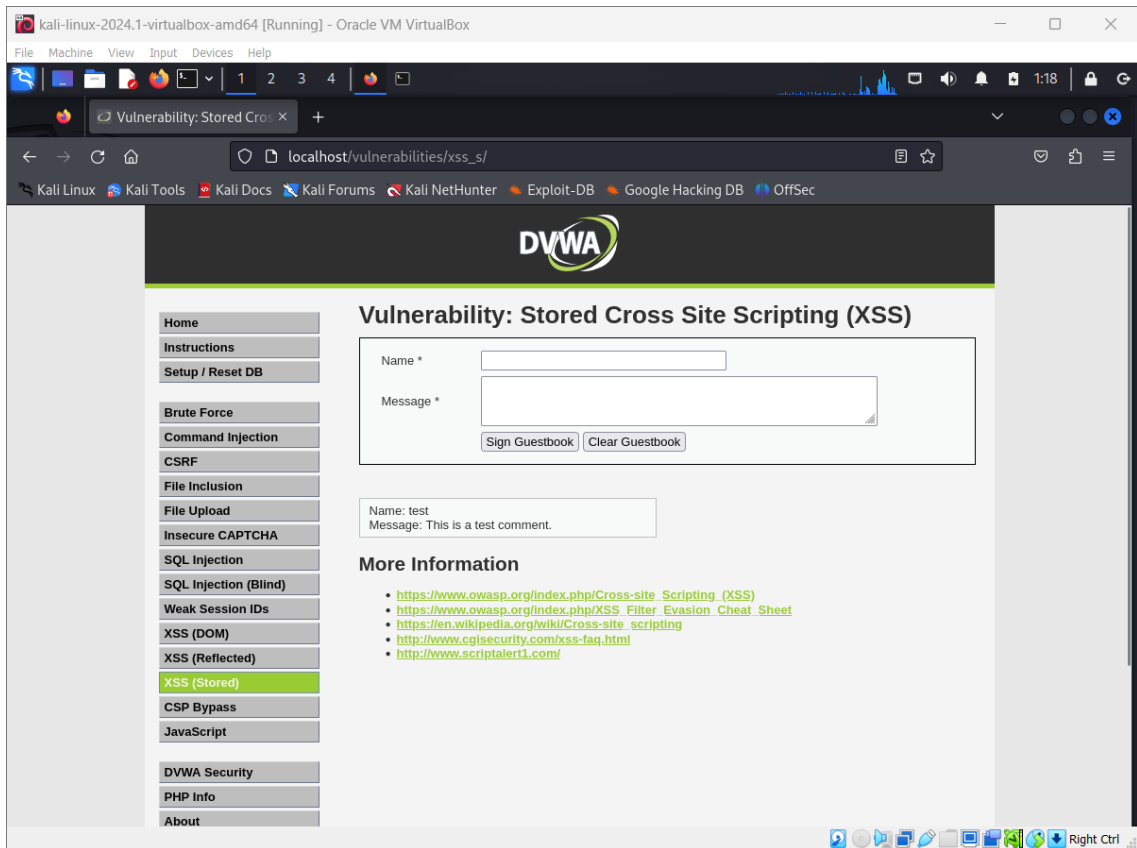 kali-linux-2024.1-virtualbox-amd64 [Running] - Oracle VM VirtualBox
File Machine View Input Devices Help
1 2 3 4 1:18
Vulnerability: Stored Cros
localhost/vulnerabilities/xss_s/
Kali Linux Kali Tools Kali Docs Kali Forums Kali NetHunter Exploit-DB Google Hacking DB OffSec
DVWA
Home
Instructions
Setup / Reset DB
Brute Force
Command Injection
CSRF
File Inclusion
File Upload
Insecure CAPTCHA
SQL Injection
SQL Injection (Blind)
Weak Session IDs
XSS (DOM)
XSS (Reflected)
XSS (Stored)
CSP Bypass
JavaScript
DVWA Security
PHP Info
About
Vulnerability: Stored Cross Site Scripting (XSS)
Name *
Message *
Sign Guestbook Clear Guestbook
Name: test
Message: This is a test comment.
More Information
https://www.owasp.org/index.php/Cross-site_Scripting_(XSS)
https://www.owasp.org/index.php/XSS_Filter_Evasion_Cheat_Sheet
https://en.wikipedia.org/wiki/Cross-site_scripting
http://www.cgisecurity.com/xss-faq.html
http://www.scriptalert1.com/
Right Ctrl